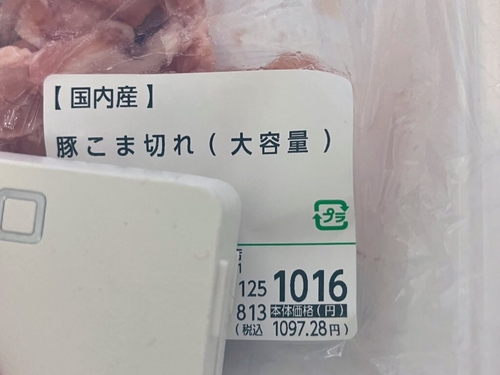 【国内産】
豚こま切れ(大容量)
プラ
1
125 1016
813 本体価格(円)
(税込 1097.28円)